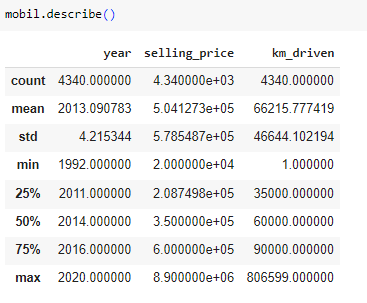 mobil.describe()
year selling_price km_driven
count 4340.000000 4.340000e+03 4340.000000
mean 2013.090783 5.041273e+05 66215.777419
std 4.215344 5.785487e+05 46644.102194
min 1992.000000 2.000000e+04 1.000000
25% 2011.000000 2.087498e+05 35000.000000
50% 2014.000000 3.500000e+05 60000.000000
75% 2016.000000 6.000000e+05 90000.000000
max 2020.000000 8.900000e+06 806599.000000